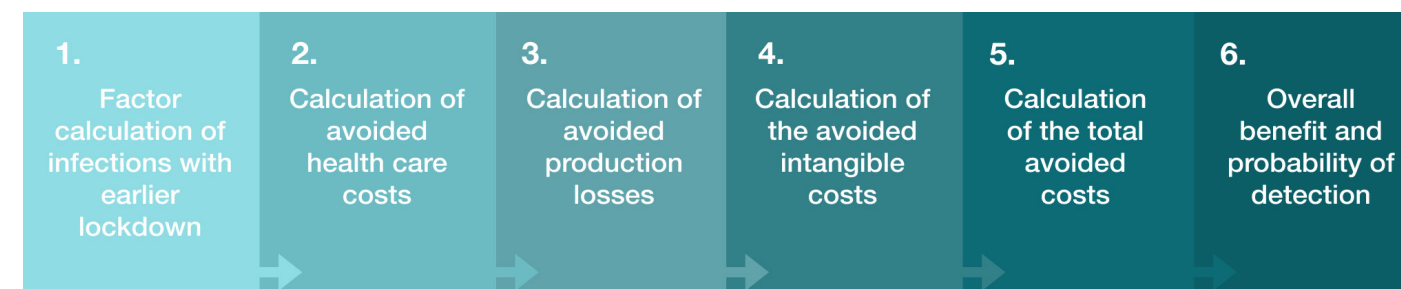 1.
Factor
calculation of
infections with
earlier
lockdown
2.
Calculation of
avoided
health care
costs
3.
Calculation of
avoided
production
losses
4.
Calculation of
the avoided
intangible
costs
5.
Calculation
of the total
avoided
costs
6.
Overall
benefit and
probability of
detection